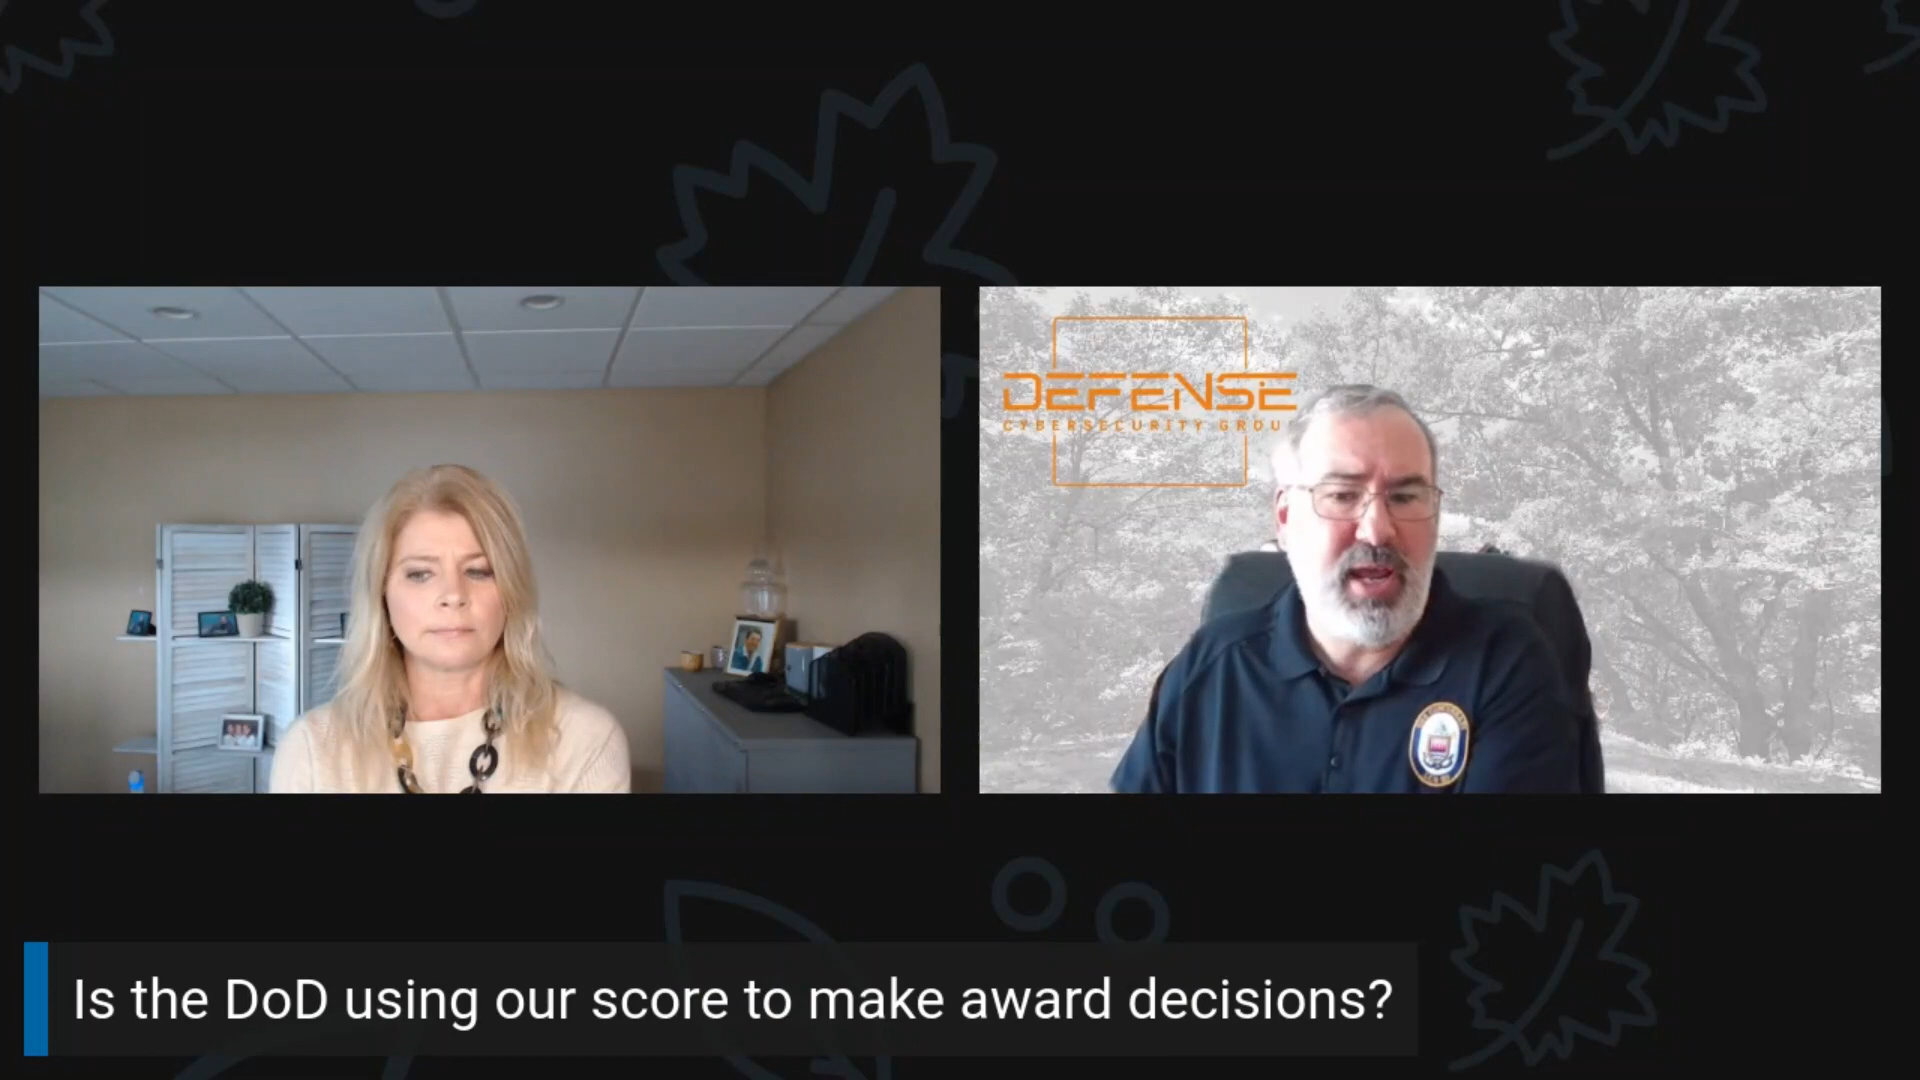 DEFENSE
CYBERSECURITY GROU
Is the DoD using our score to make award decisions?